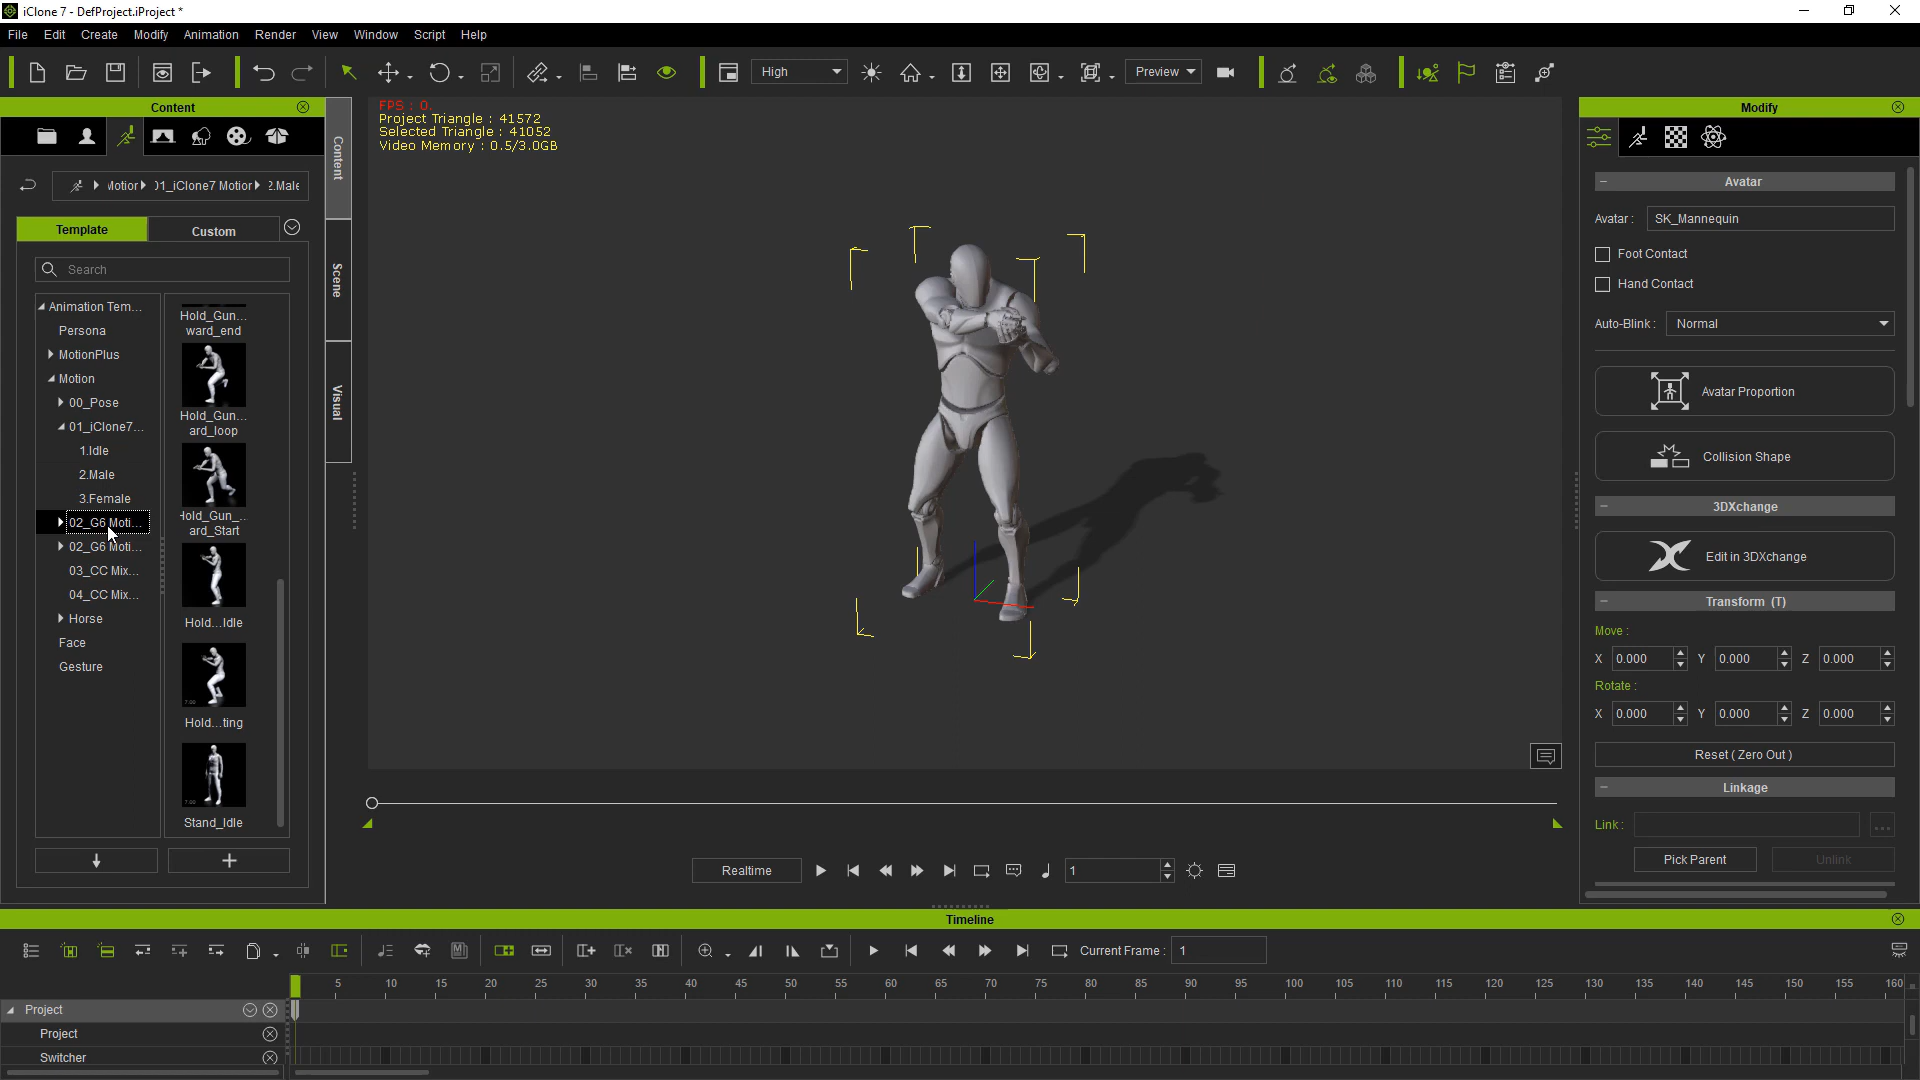 iClone 7 - DefProject.iProject *
File Edit Create Modify Animation Render View Window Script Help
High
Preview
Content
Motior 01_iClone7 Motior 2.Male
Template Custom
Search
Animation Tem...
Persona
MotionPlus
Motion
00_Pose
01_iClone7...
1.Idle
2.Male
3.Female
02_G6 Moti...
02_G6 Moti...
03_CC Mix...
04_CC Mix...
Horse
Face
Gesture
Hold_Gun...
ward_end
Hold_Gun...
ard_loop
Hold_Gun_...
ard_Start
Hold...Idle
7.00
Hold...ting
7.00
Stand_Idle
Content
Scene
Visual
FPS : 0.
Project Triangle : 41572
Selected Triangle : 41052
Video Memory : 0.5/3.0GB
Realtime
1
Modify
Avatar
Avatar : SK_Mannequin
Foot Contact
Hand Contact
Auto-Blink : Normal
Avatar Proportion
Collision Shape
3DXchange
Edit in 3DXchange
Transform (T)
Move :
X 0.000 Y 0.000 Z 0.000
Rotate :
X 0.000 Y 0.000 Z 0.000
Reset ( Zero Out )
Linkage
Link : ...
Pick Parent Unlink
Timeline
Current Frame : 1
5 10 15 20 25 30 35 40 45 50 55 60 65 70 75 80 85 90 95 100 105 110 115 120 125 130 135 140 145 150 155 160
Project
Project
Switcher